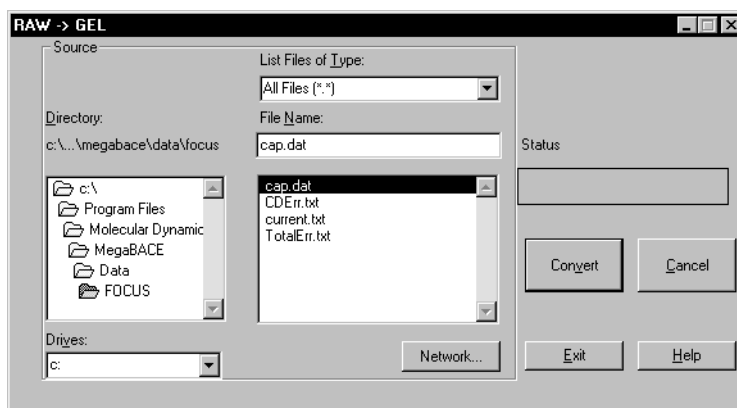 RAW -> GEL
Source
List Files of Type:
All Files (*.*)
Directory:
File Name:
c:\...\megabace\data\focus
cap.dat
Status
c:\
Program Files
Molecular Dynamic
MegaBACE
Data
FOCUS
cap.dat
CDErr.txt
current.txt
TotalErr.txt
Convert
Cancel
Drives:
c:
Network...
Exit
Help